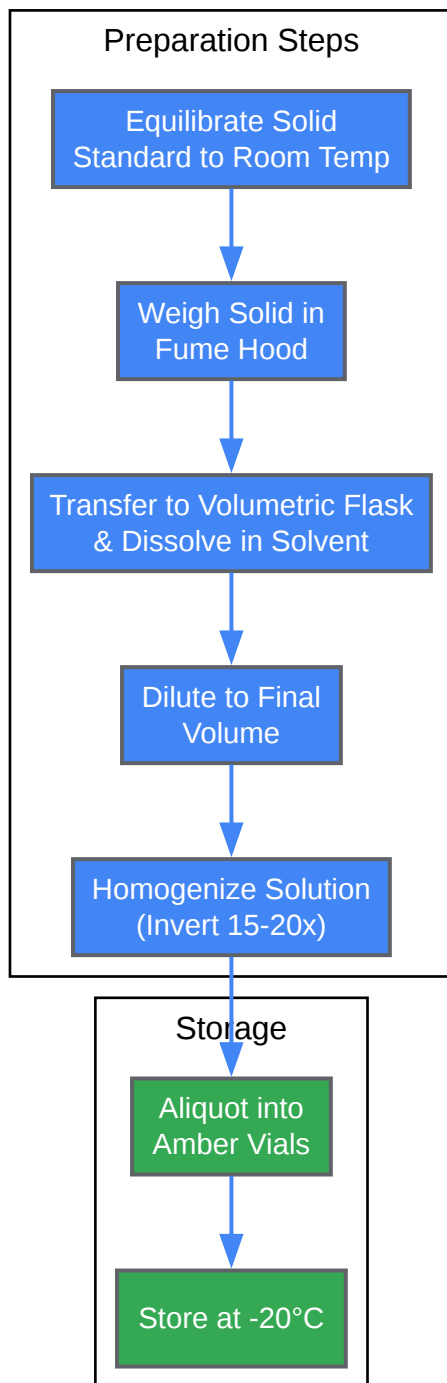 Preparation Steps
Equilibrate Solid
Standard to Room Temp
Weigh Solid in
Fume Hood
Transfer to Volumetric Flask
& Dissolve in Solvent
Dilute to Final
Volume
Homogenize Solution
(Invert 15-20x)
Storage
Aliquot into
Amber Vials
Store at -20°C